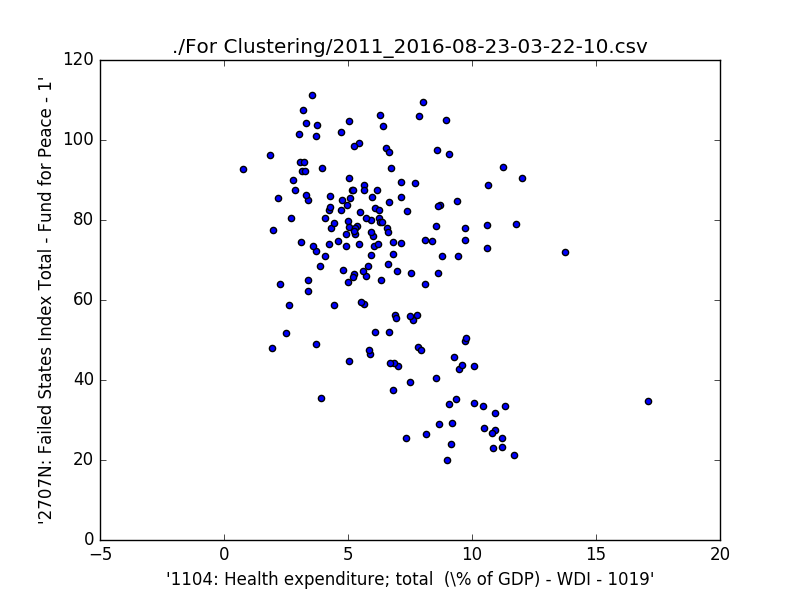 ./For Clustering/2011_2016-08-23-03-22-10.csv
'2707N: Failed States Index Total - Fund for Peace - 1'
120
100
80
60
40
20
0
−5 0 5 10 15 20
'1104: Health expenditure; total  (\% of GDP) - WDI - 1019'